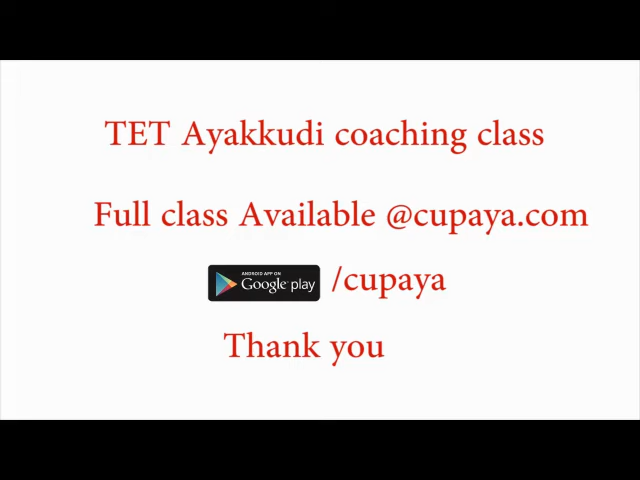 TET Ayakkudi coaching class
Full class Available @cupaya.com
ANDROID APP ON
Google play /cupaya
Thank you